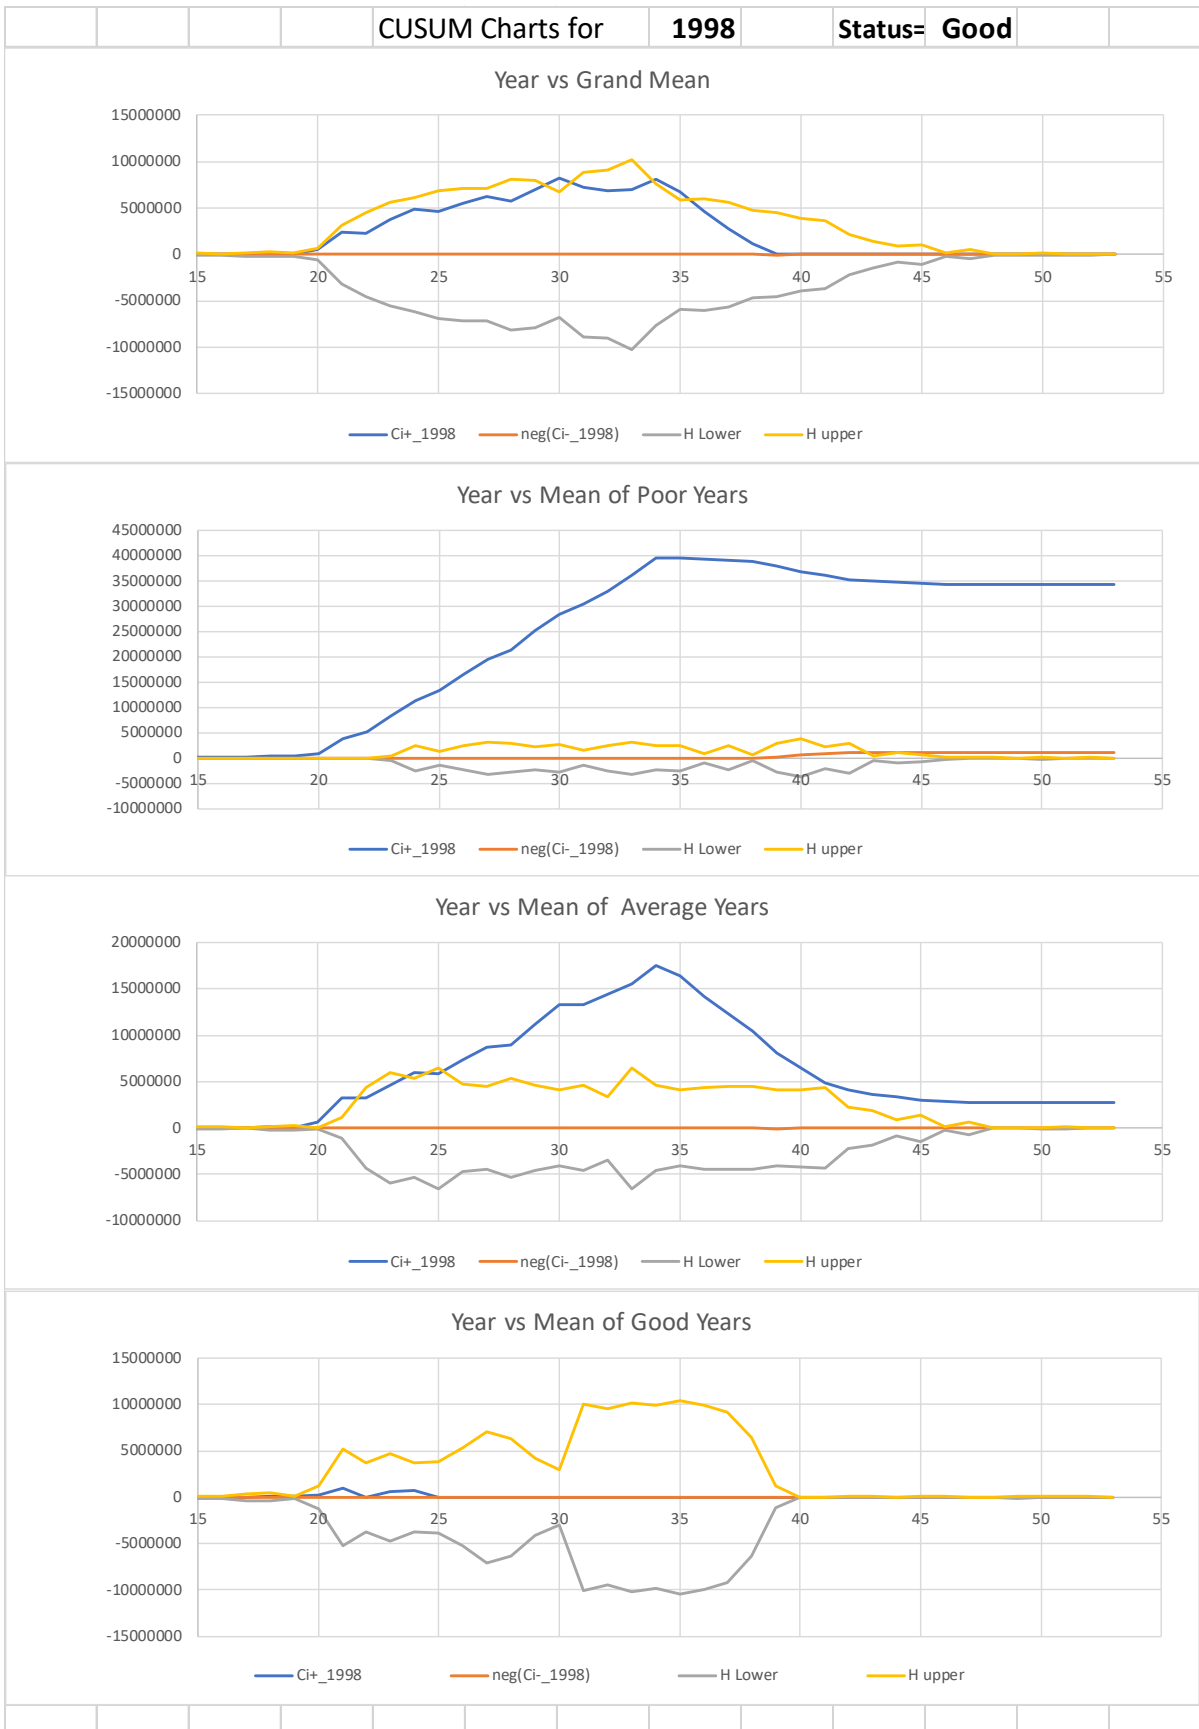 CUSUM Charts for 1998 Status= Good
Year vs Grand Mean
15000000
10000000
5000000
0
-5000000
-10000000
-15000000
15 20 25 30 35 40 45 50 55
Ci+_1998 neg(Ci-_1998) H Lower H upper
Year vs Mean of Poor Years
45000000
40000000
35000000
30000000
25000000
20000000
15000000
10000000
5000000
0
-5000000
-10000000
15 20 25 30 35 40 45 50 55
Ci+_1998 neg(Ci-_1998) H Lower H upper
Year vs Mean of Average Years
20000000
15000000
10000000
5000000
0
-5000000
-10000000
15 20 25 30 35 40 45 50 55
Ci+_1998 neg(Ci-_1998) H Lower H upper
Year vs Mean of Good Years
15000000
10000000
5000000
0
-5000000
-10000000
-15000000
15 20 25 30 35 40 45 50 55
Ci+_1998 neg(Ci-_1998) H Lower H upper